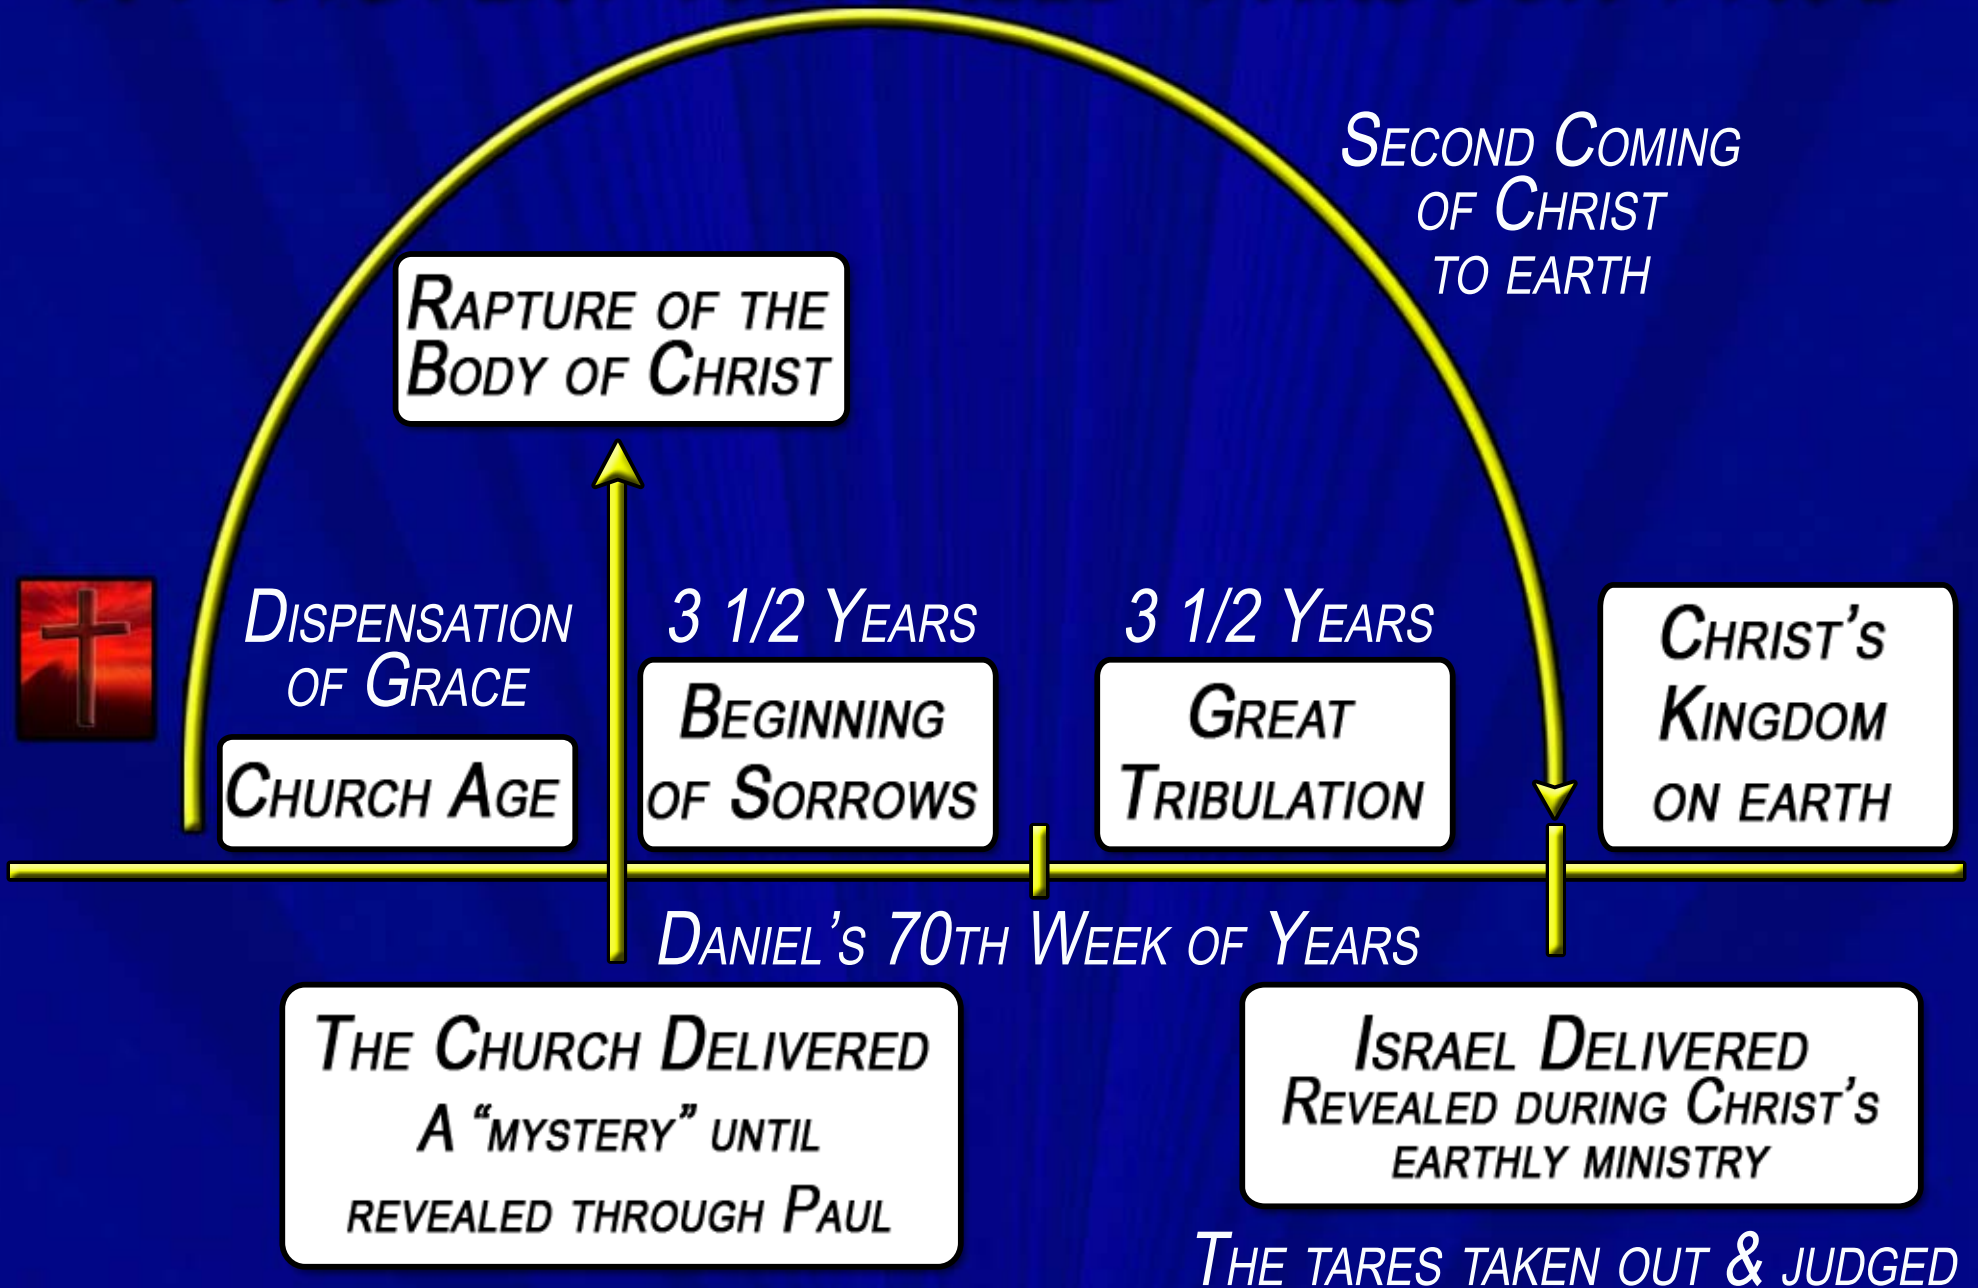 Second Coming
of Christ
to earth
Rapture of the
Body of Christ
Dispensation
of Grace
Church Age
3 1/2 Years
Beginning
of Sorrows
3 1/2 Years
Great
Tribulation
Christ's
Kingdom
on earth
Daniel's 70th Week of Years
The Church Delivered
A "mystery" until
revealed through Paul
Israel Delivered
Revealed during Christ's
earthly ministry
The tares taken out & judged